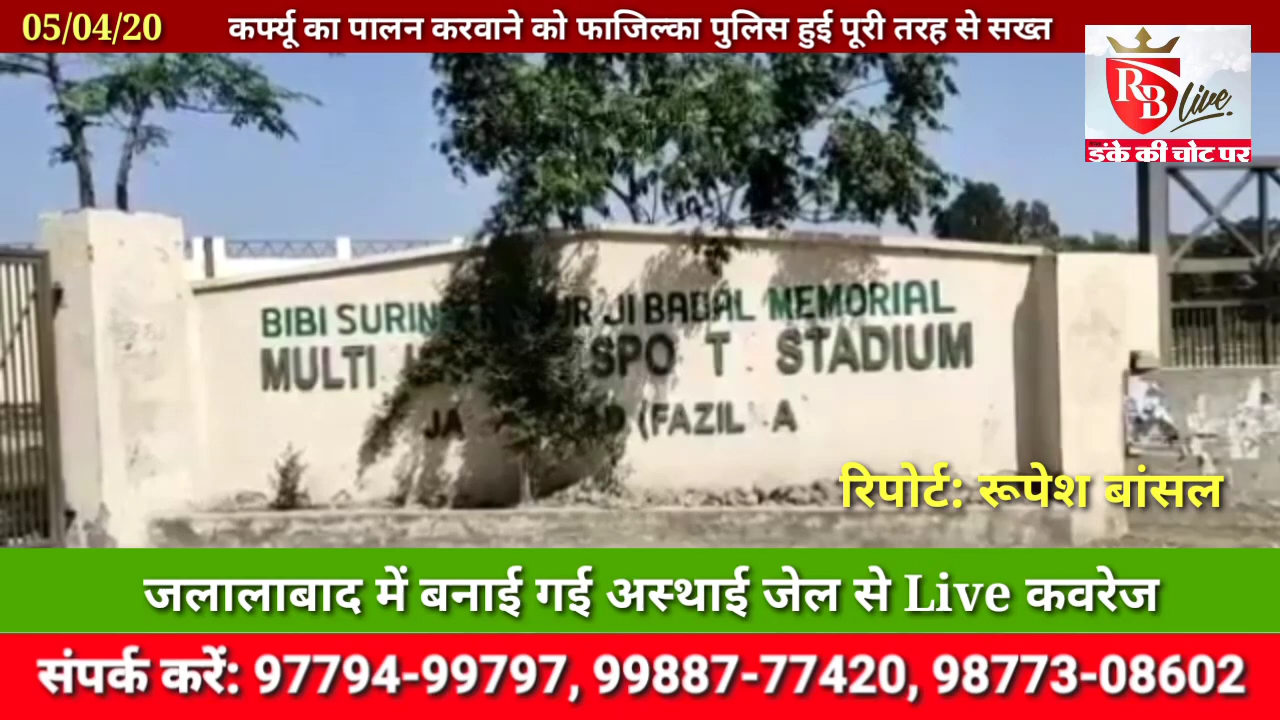 05/04/20 कर्फ्यू का पालन करवाने को फाजिल्का पुलिस हुई पूरी तरह से सख्त
RB Live
डंके की चोट पर
BIBI SURIN UR JI BADAL MEMORIAL
MULTI SPO T STADIUM
JA D (FAZIL A
रिपोर्ट: रूपेश बांसल
जलालाबाद में बनाई गई अस्थाई जेल से Live कवरेज
संपर्क करें: 97794-99797, 99887-77420, 98773-08602